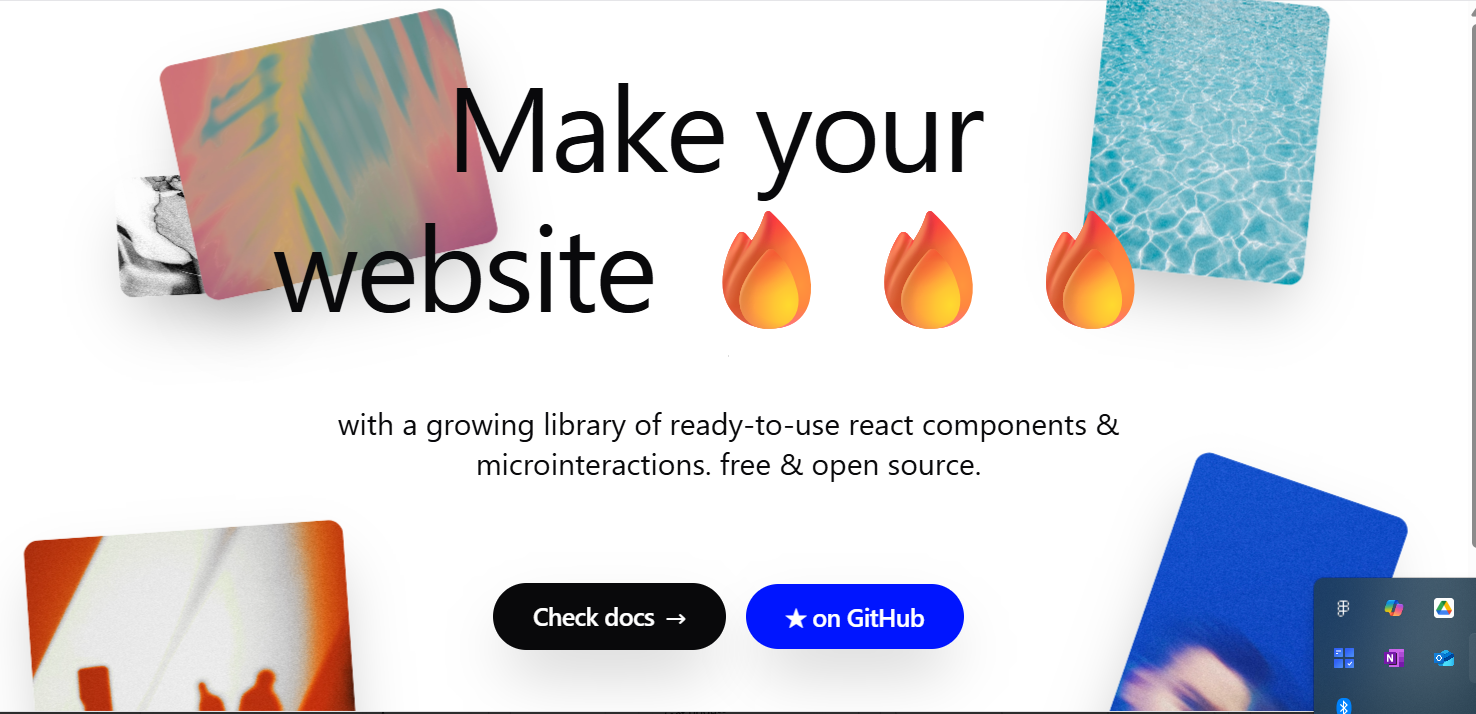 Make your
website 🔥 🔥 🔥
with a growing library of ready-to-use react components &
microinteractions. free & open source.
Check docs →
★ on GitHub